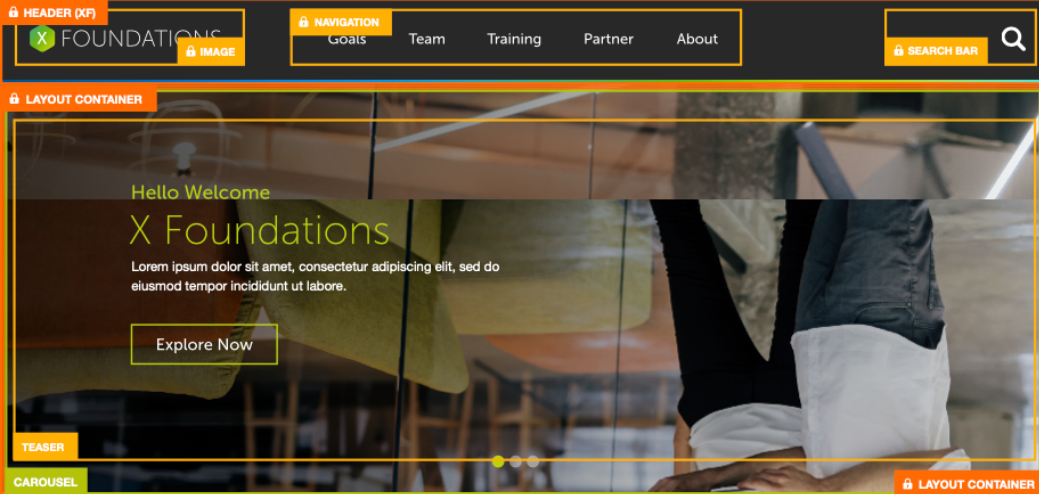 HEADER (XF)
X FOUNDATIONS
IMAGE
NAVIGATION
Goals Team Training Partner About
SEARCH BAR
LAYOUT CONTAINER
Hello Welcome
X Foundations
Lorem ipsum dolor sit amet, consectetur adipiscing elit, sed do
eiusmod tempor incididunt ut labore.
Explore Now
TEASER
CAROUSEL
LAYOUT CONTAINER